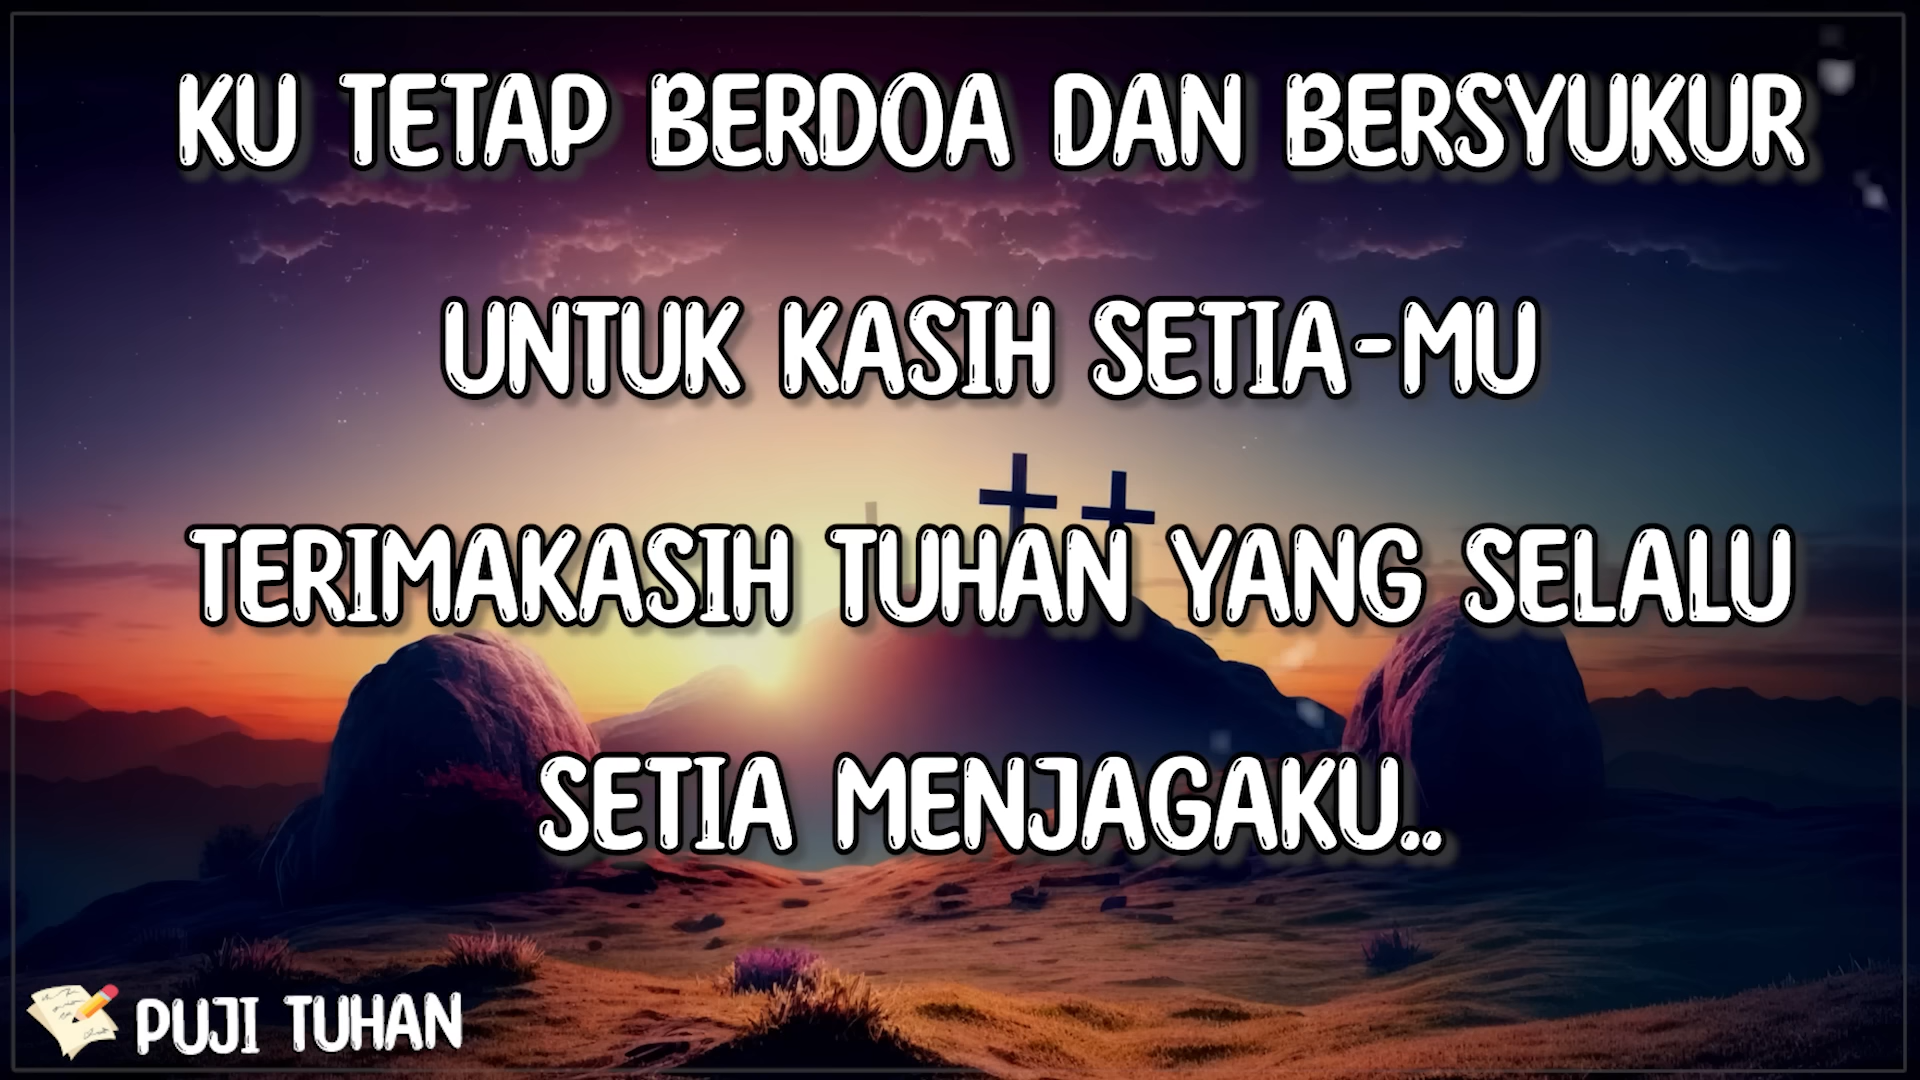 KU TETAP BERDOA DAN BERSYUKUR
UNTUK KASIH SETIA-MU
TERIMAKASIH TUHAN YANG SELALU
SETIA MENJAGAKU..
PUJI TUHAN